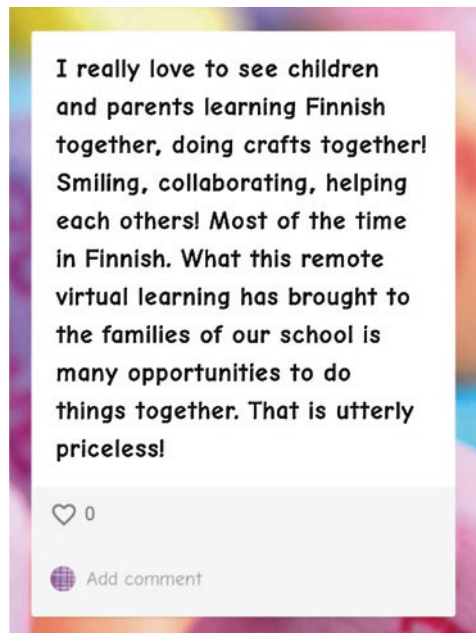 I really love to see children
and parents learning Finnish
together, doing crafts together!
Smiling, collaborating, helping
each others! Most of the time
in Finnish. What this remote
virtual learning has brought to
the families of our school is
many opportunities to do
things together. That is utterly
priceless!
0
Add comment